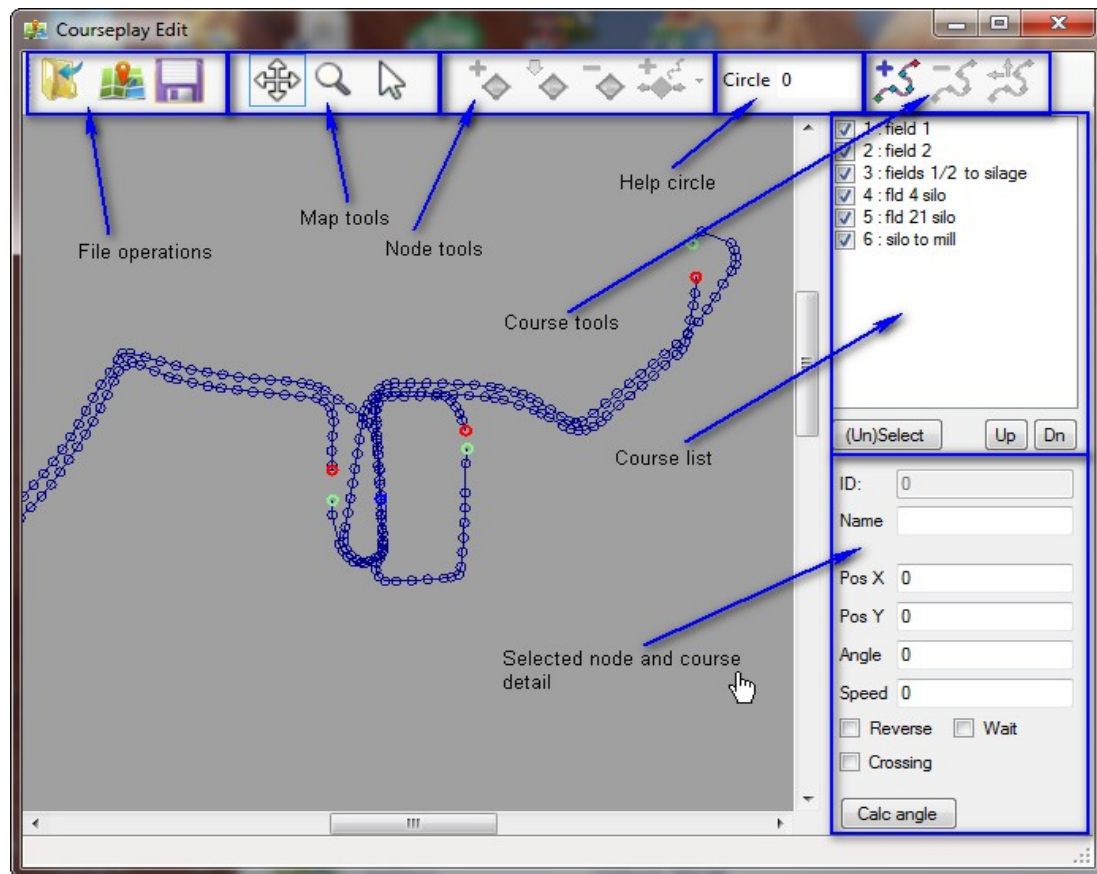 Courseplay Edit
Circle 0
1 : field 1
2 : field 2
3 : fields 1/2 to silage
4 : fld 4 silo
5 : fld 21 silo
6 : silo to mill
Help circle
Map tools
File operations
Node tools
Course tools
Course list
(Un)Select
Up
Dn
ID: 0
Name
Pos X 0
Pos Y 0
Angle 0
Speed 0
Reverse
Wait
Crossing
Calc angle
Selected node and course
detail